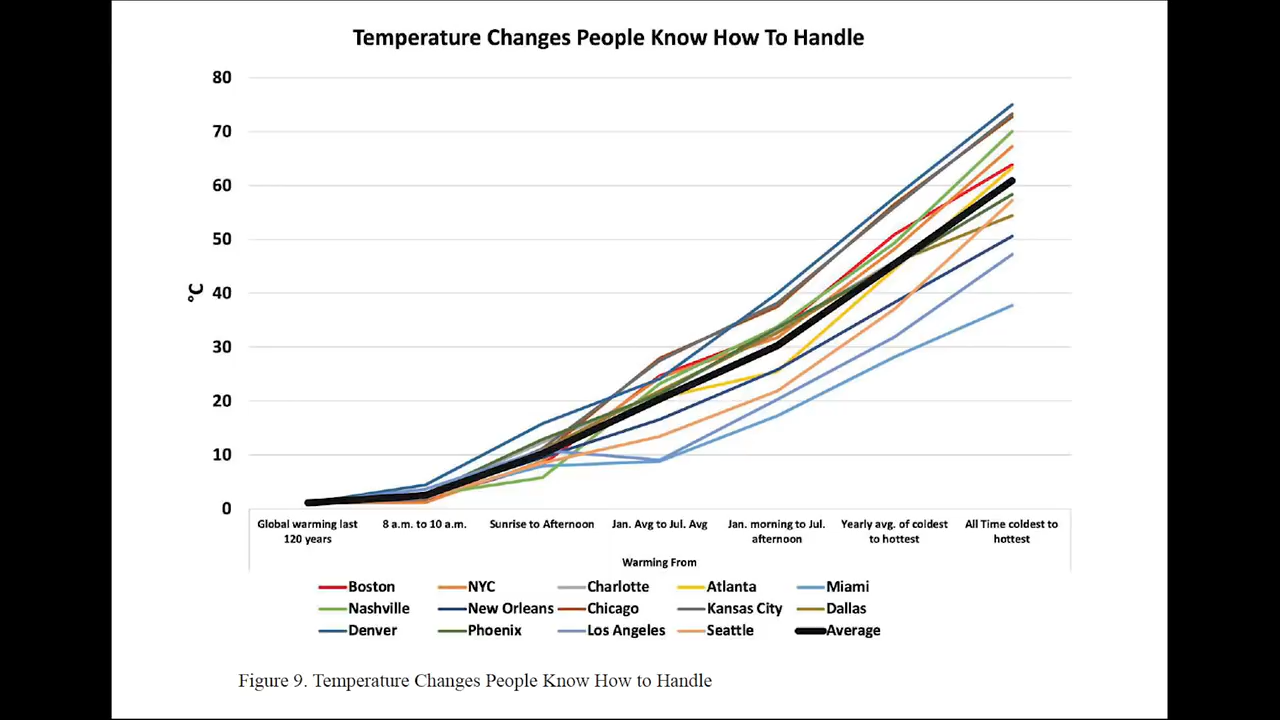 Temperature Changes People Know How To Handle
80
70
60
50
40
30
20
10
0
°C
Global warming last 120 years
8 a.m. to 10 a.m.
Sunrise to Afternoon
Jan. Avg to Jul. Avg
Jan. morning to Jul. afternoon
Yearly avg. of coldest to hottest
All Time coldest to hottest
Warming From
Boston NYC Charlotte Atlanta Miami
Nashville New Orleans Chicago Kansas City Dallas
Denver Phoenix Los Angeles Seattle Average
Figure 9. Temperature Changes People Know How to Handle